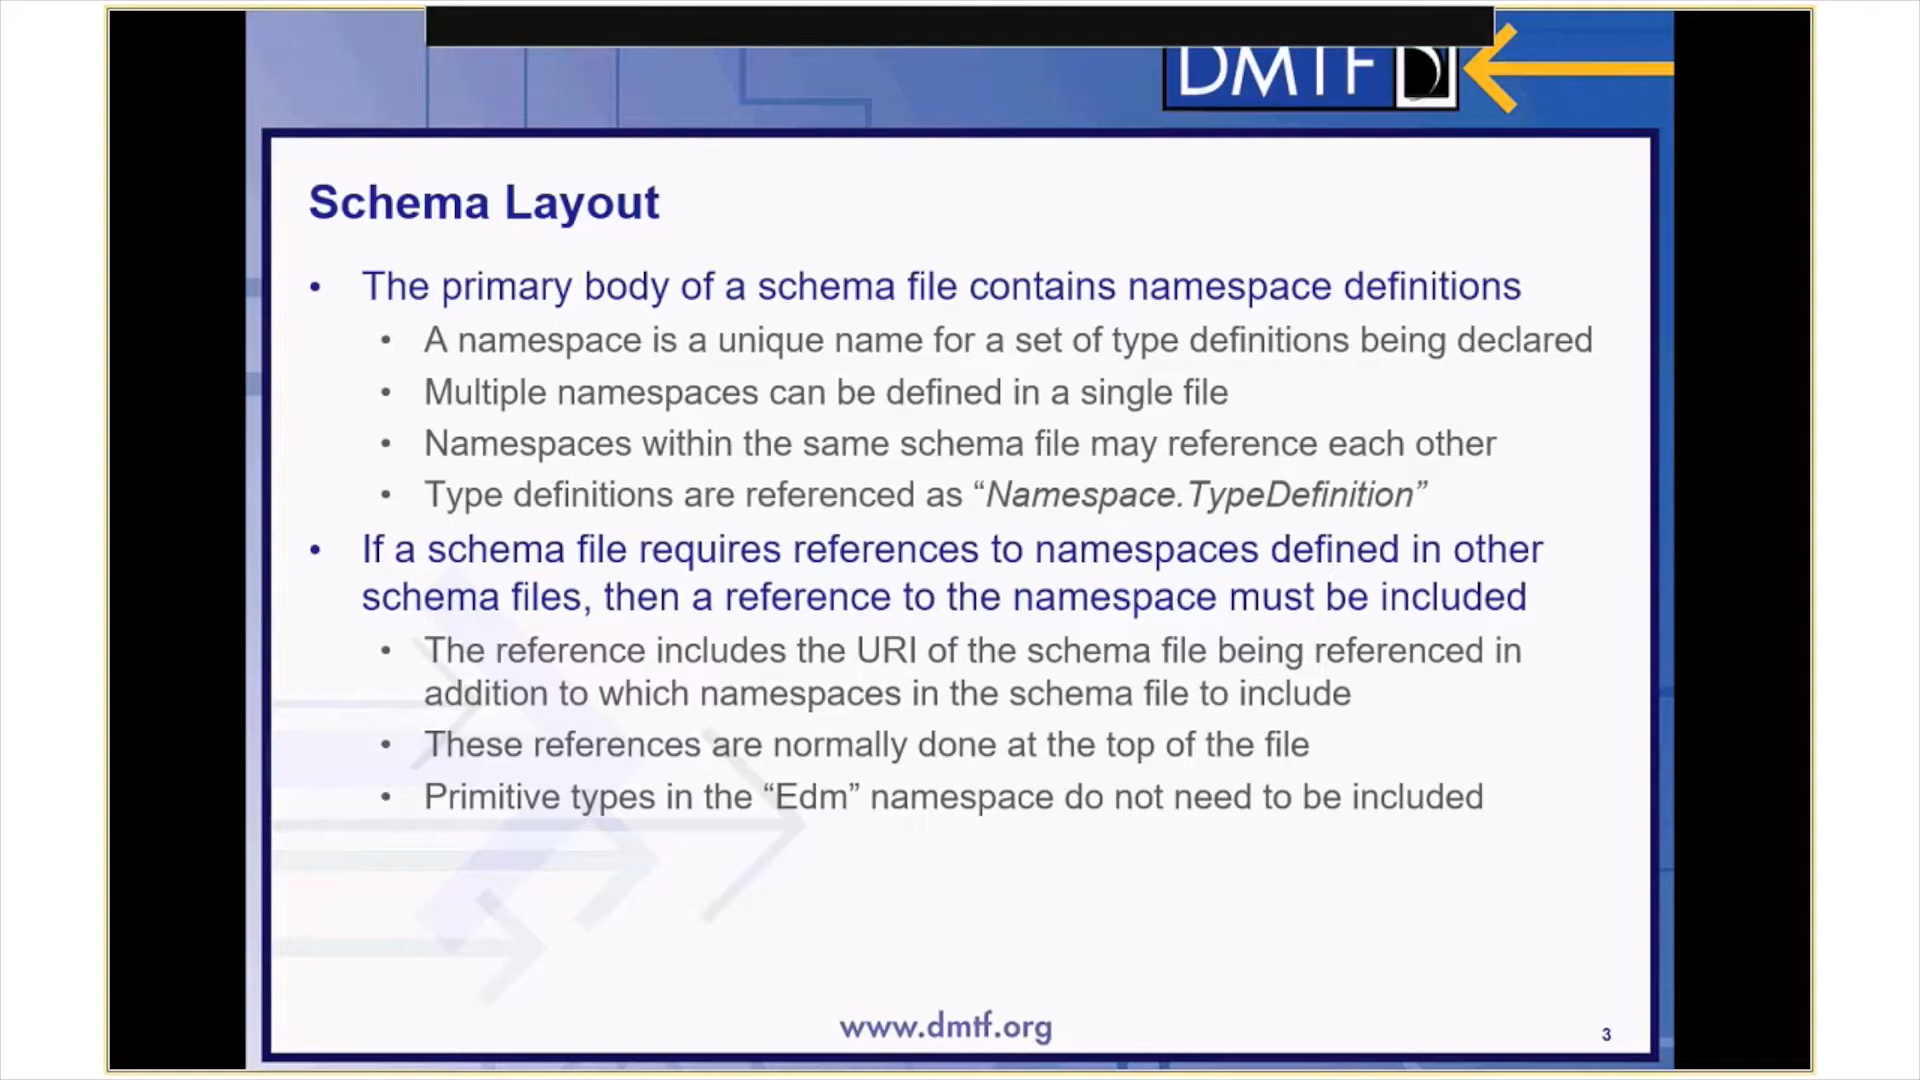 DMTF
Schema Layout
• The primary body of a schema file contains namespace definitions
• A namespace is a unique name for a set of type definitions being declared
• Multiple namespaces can be defined in a single file
• Namespaces within the same schema file may reference each other
• Type definitions are referenced as “Namespace.TypeDefinition”
• If a schema file requires references to namespaces defined in other
schema files, then a reference to the namespace must be included
• The reference includes the URI of the schema file being referenced in
addition to which namespaces in the schema file to include
• These references are normally done at the top of the file
• Primitive types in the “Edm” namespace do not need to be included
www.dmtf.org
3